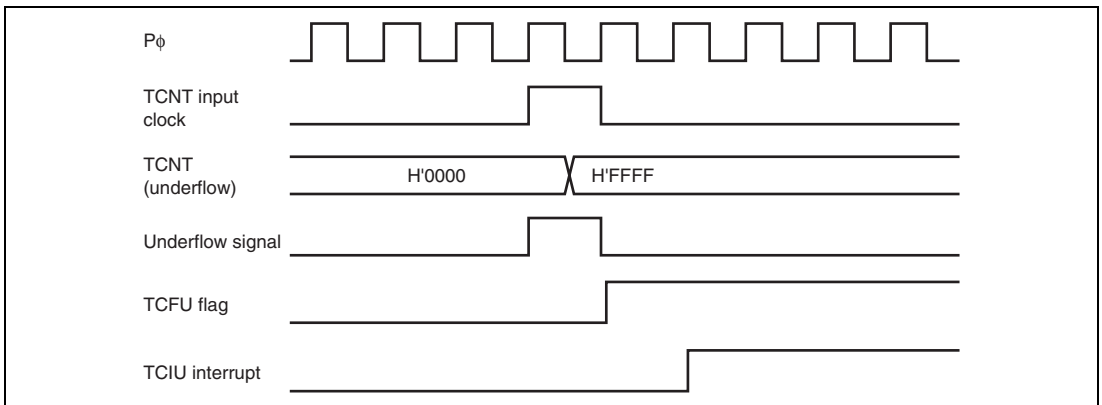 Pϕ
TCNT input
clock
TCNT
(underflow)
H'0000
H'FFFF
Underflow signal
TCFU flag
TCIU interrupt